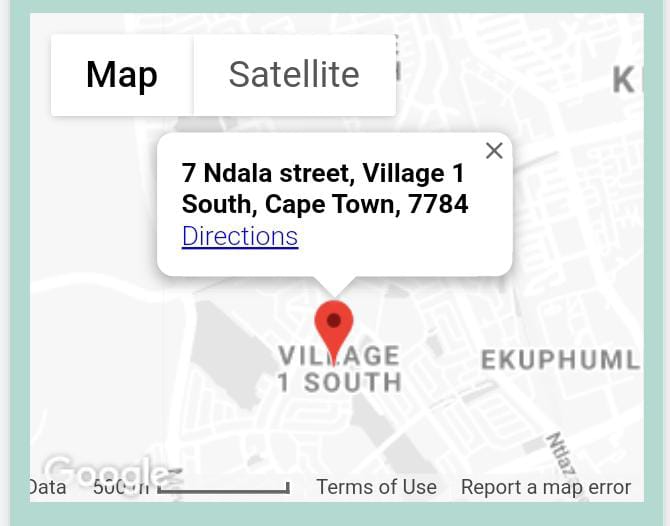 Map Satellite
K
7 Ndala street, Village 1
South, Cape Town, 7784
Directions
VILLAGE
1 SOUTH
EKUPHUML
Ntlaza
Google
Data 500 m Terms of Use Report a map error